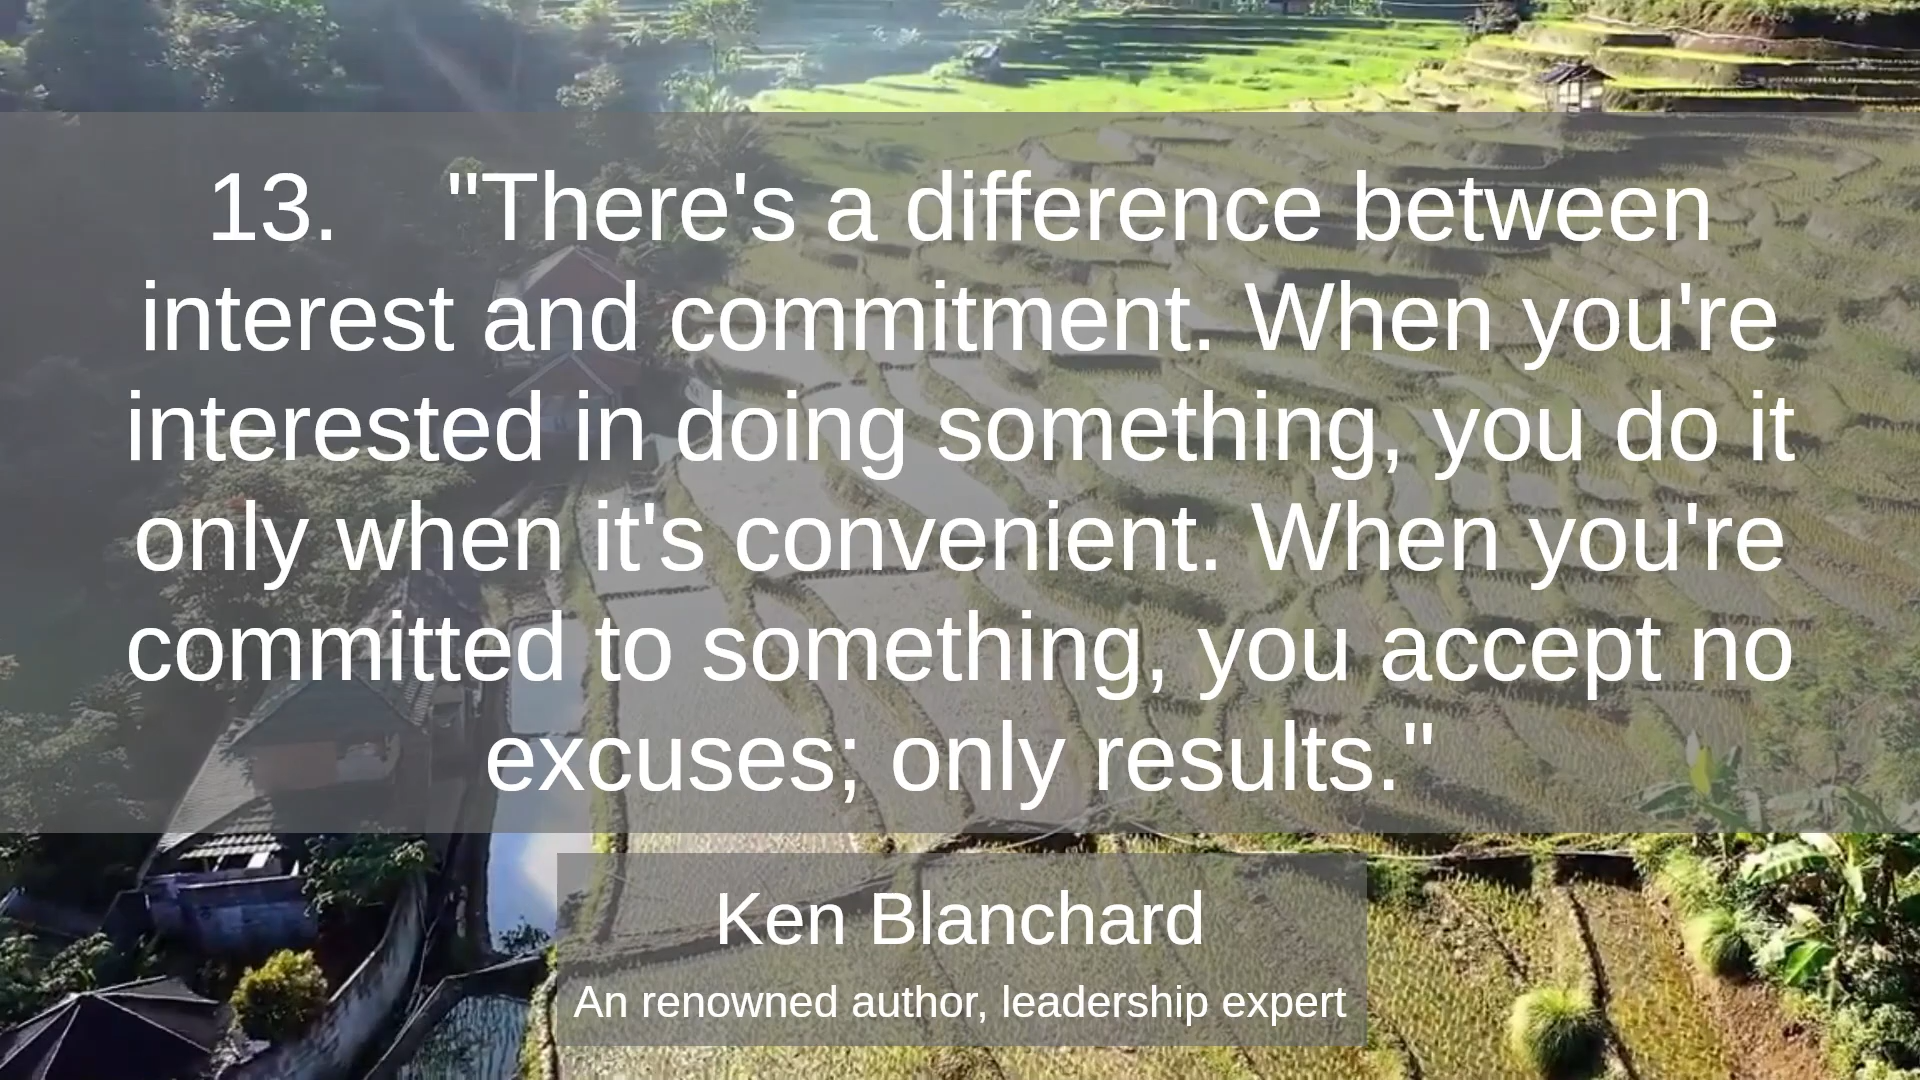 13. "There's a difference between
interest and commitment. When you're
interested in doing something, you do it
only when it's convenient. When you're
committed to something, you accept no
excuses; only results."
Ken Blanchard
An renowned author, leadership expert